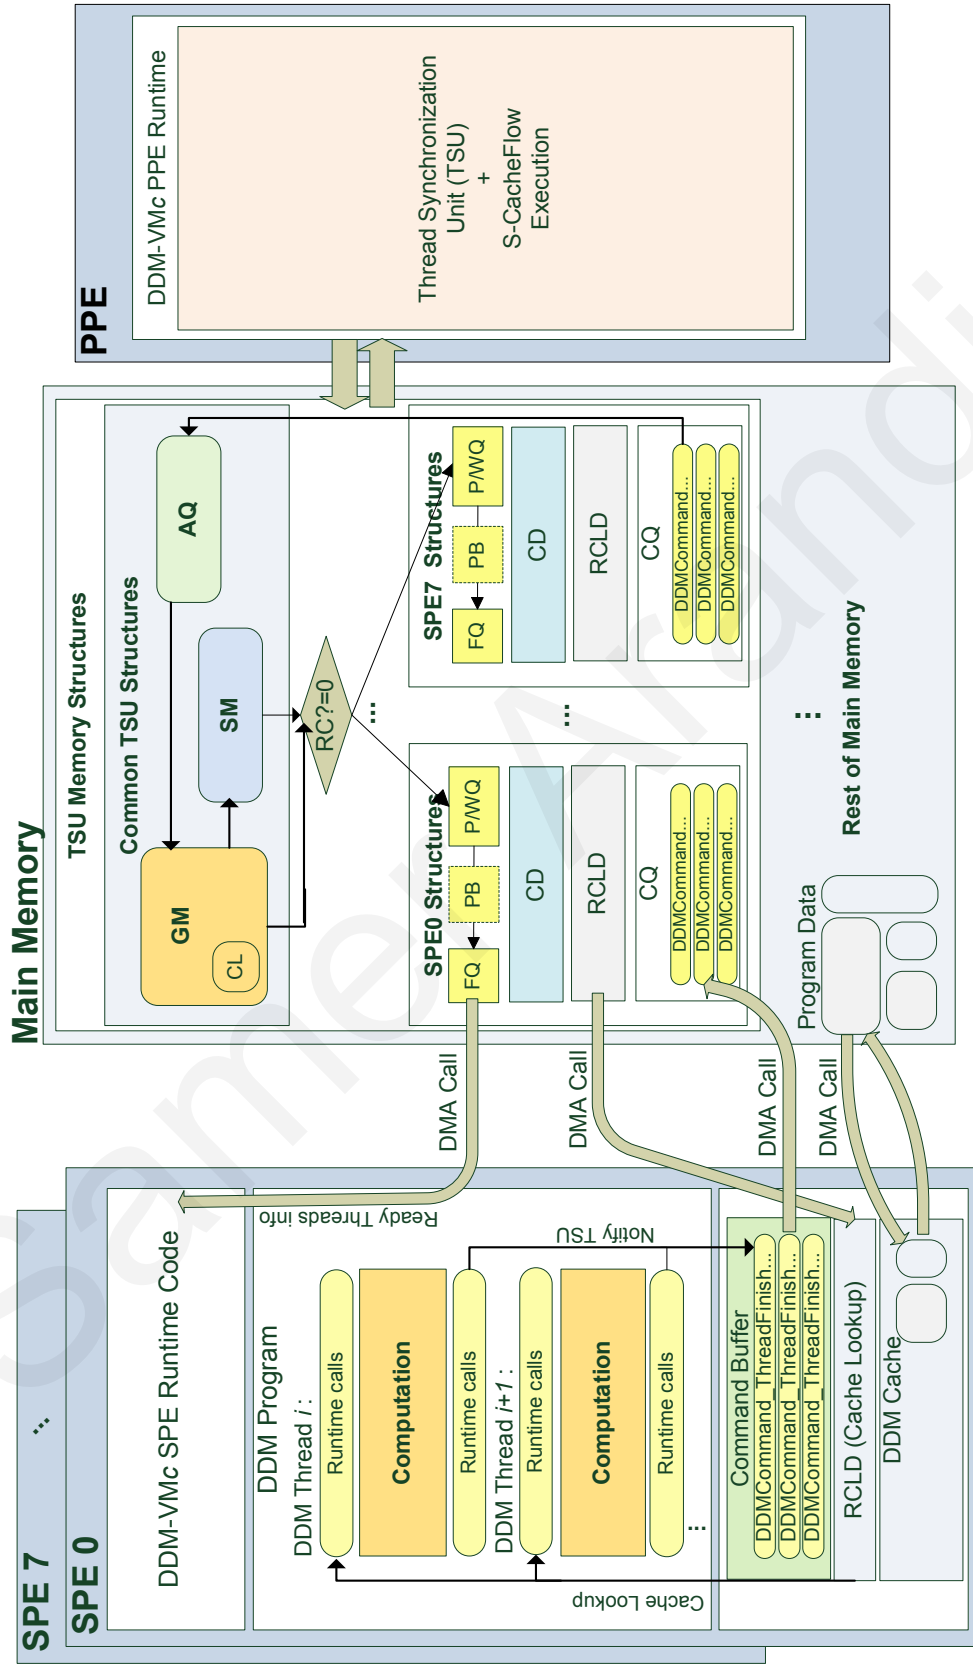 SPE 7
...
SPE 0
DDM-VMc SPE Runtime Code
DDM Program
DDM Thread i :
Runtime calls
Computation
Runtime calls
DDM Thread i+1 :
Runtime calls
Computation
Runtime calls
...
Ready Threads info
Notify TSU
Cache Lookup
Command Buffer
DDMCommand_ThreadFinish...
DDMCommand_ThreadFinish...
DDMCommand_ThreadFinish...
RCLD (Cache Lookup)
DDM Cache
DMA Call
DMA Call
DMA Call
DMA Call
Main Memory
TSU Memory Structures
Common TSU Structures
GM
CL
SM
AQ
RC?=0
...
SPE0 Structures
FQ
PB
P/WQ
CD
RCLD
CQ
DDMCommand...
DDMCommand...
DDMCommand...
...
SPE7 Structures
FQ
PB
P/WQ
CD
RCLD
CQ
DDMCommand...
DDMCommand...
DDMCommand...
...
Program Data
Rest of Main Memory
PPE
DDM-VMc PPE Runtime
Thread Synchronization
Unit (TSU)
+
S-CacheFlow
Execution
Samer Arandi